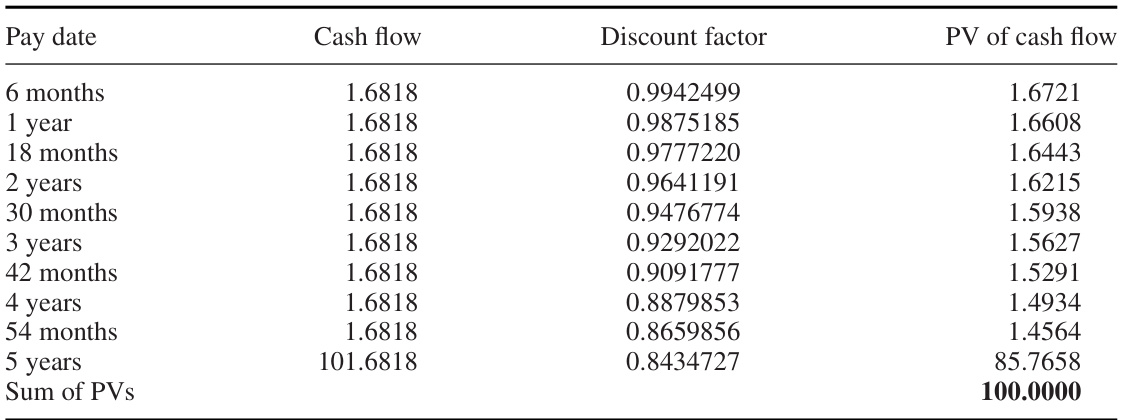 Pay date Cash flow Discount factor PV of cash flow
6 months 1.6818 0.9942499 1.6721
1 year 1.6818 0.9875185 1.6608
18 months 1.6818 0.9777220 1.6443
2 years 1.6818 0.9641191 1.6215
30 months 1.6818 0.9476774 1.5938
3 years 1.6818 0.9292022 1.5627
42 months 1.6818 0.9091777 1.5291
4 years 1.6818 0.8879853 1.4934
54 months 1.6818 0.8659856 1.4564
5 years 101.6818 0.8434727 85.7658
Sum of PVs 100.0000